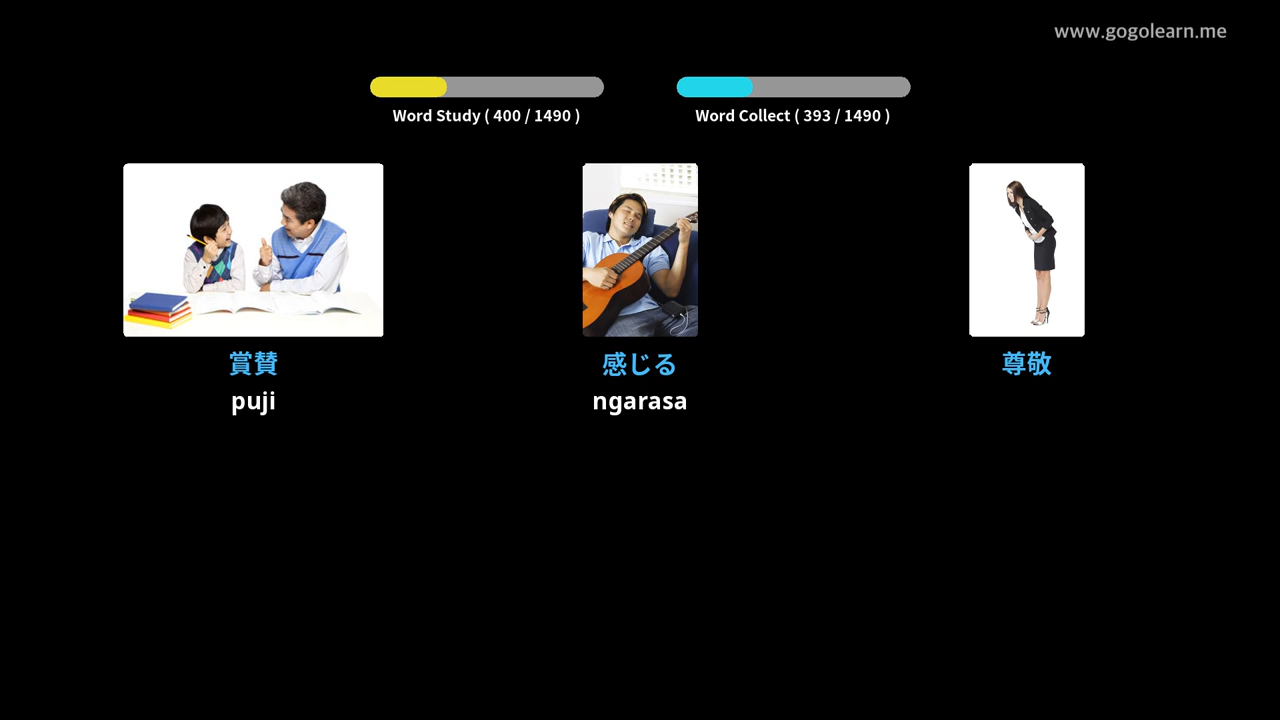 www.gogolearn.me
Word Study ( 400 / 1490 )
Word Collect ( 393 / 1490 )
賞賛
puji
感じる
ngarasa
尊敬